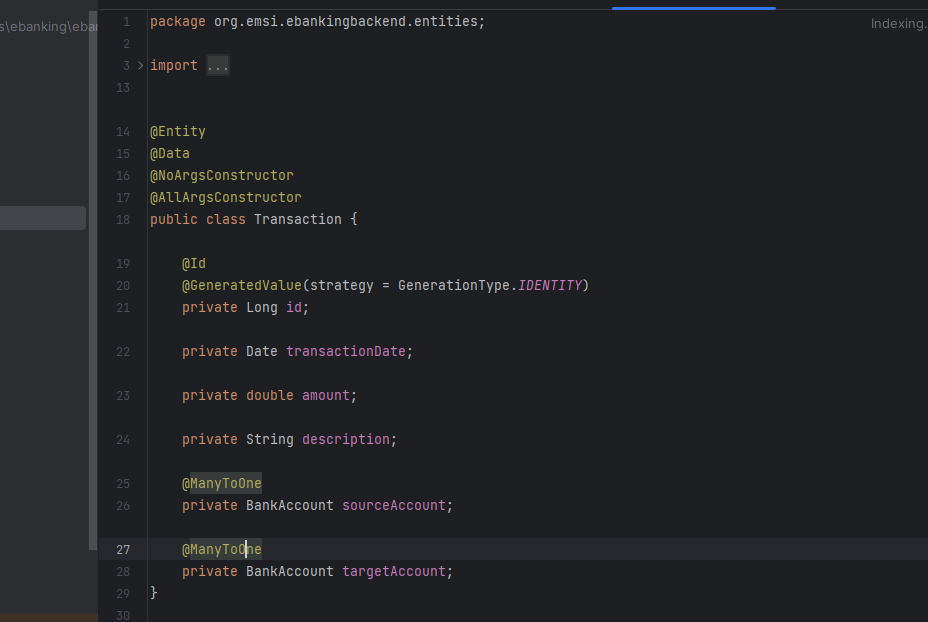 s\ebanking\eban
Indexing.
1 package org.emsi.ebankingbackend.entities;
2
3 import ...
13
14 @Entity
15 @Data
16 @NoArgsConstructor
17 @AllArgsConstructor
18 public class Transaction {
19 @Id
20 @GeneratedValue(strategy = GenerationType.IDENTITY)
21 private Long id;
22 private Date transactionDate;
23 private double amount;
24 private String description;
25 @ManyToOne
26 private BankAccount sourceAccount;
27 @ManyToOne
28 private BankAccount targetAccount;
29 }
30